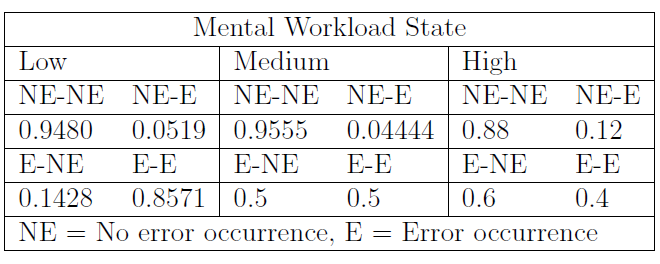 Mental Workload State
Low Medium High
NE-NE NE-E NE-NE NE-E NE-NE NE-E
0.9480 0.0519 0.9555 0.04444 0.88 0.12
E-NE E-E E-NE E-E E-NE E-E
0.1428 0.8571 0.5 0.5 0.6 0.4
NE = No error occurrence, E = Error occurrence